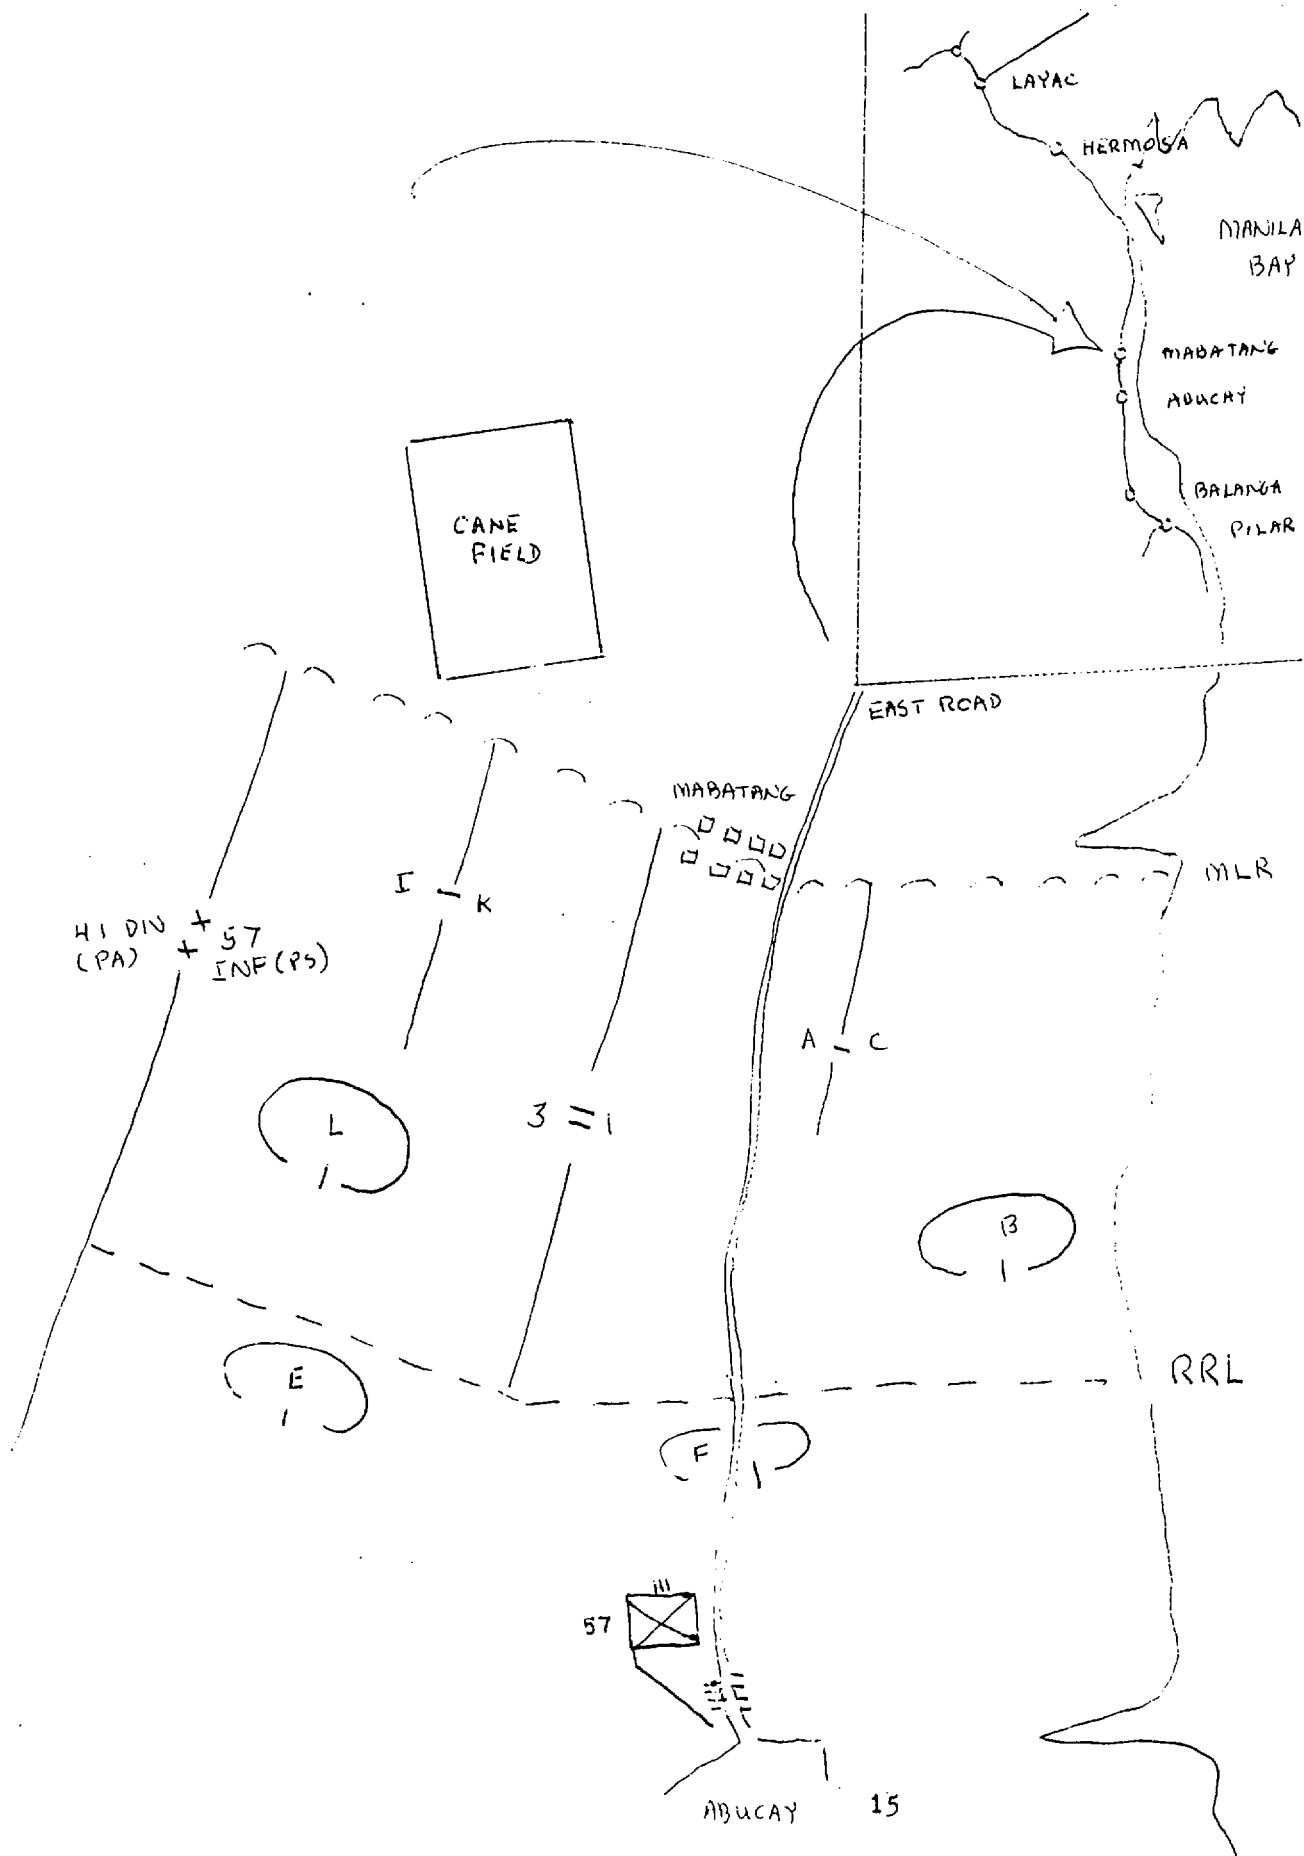 LAYAC
HERMOSA
MANILA
BAY
MABATANG
ABUCAY
BALANGA
PILAR
CANE
FIELD
EAST ROAD
MABATANG
MLR
I
K
41 DIV
(PA)
57
INF (PS)
A C
L
3 1
B
RRL
E
F
57
ABUCAY
15